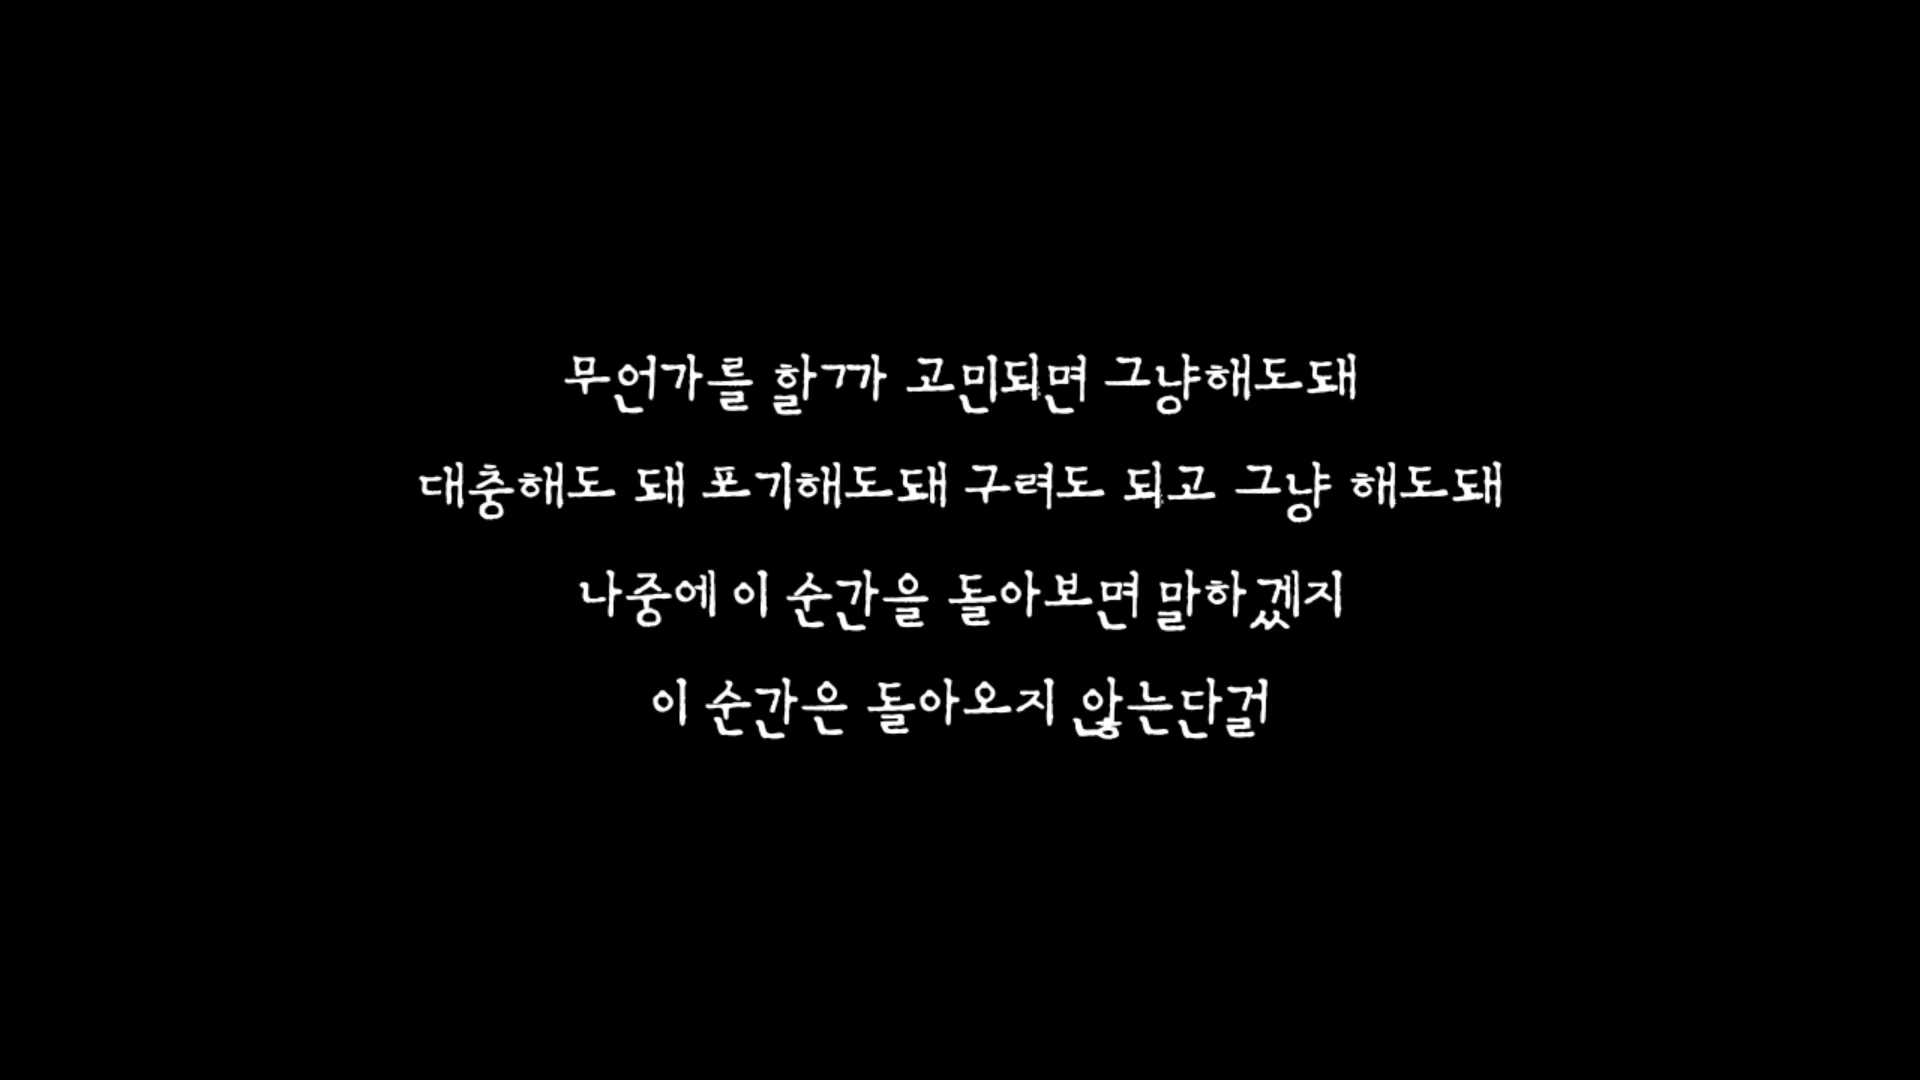 무언가를 할까 고민되면 그냥해도돼
대충해도 돼 포기해도돼 구려도 되고 그냥 해도돼
나중에 이 순간을 돌아보면 말하겠지
이 순간은 돌아오지 않는단걸